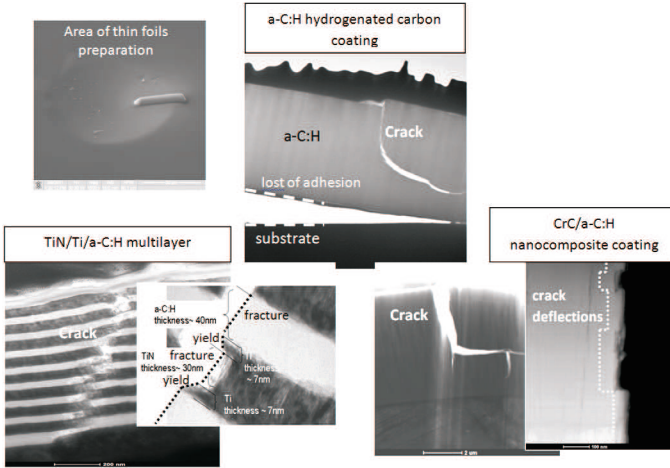 Area of thin foils
preparation
a-C:H hydrogenated carbon
coating
a-C:H
Crack
lost of adhesion
substrate
TiN/Ti/a-C:H multilayer
Crack
200 nm
a-C:H
thickness~ 40nm
fracture
yield
TiN
fracture
thickness~ 30nm
yield
Ti
thickness ~ 7nm
~ 7nm
CrC/a-C:H
nanocomposite coating
Crack
2 um
crack
deflections
100 nm